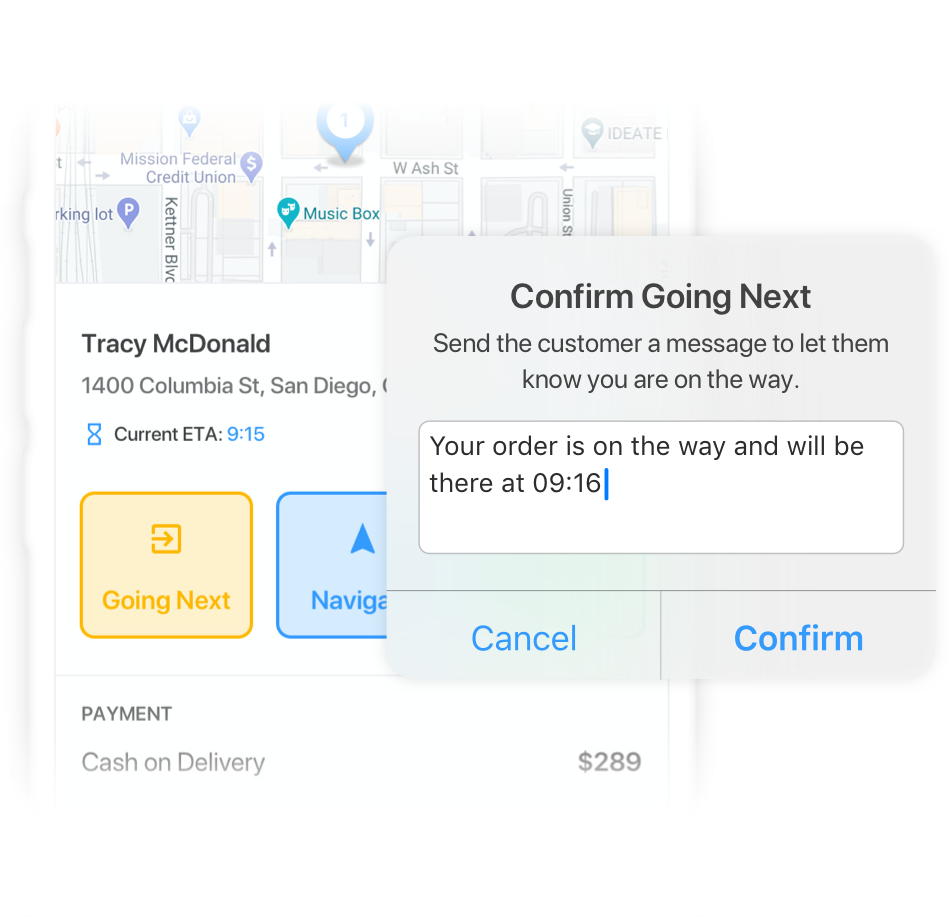 1
IDEATE
t
Mission Federal
Credit Union
$
W Ash St
rking lot
P
Kettner Blvd
Music Box
Union St
Confirm Going Next
Send the customer a message to let them
know you are on the way.
Tracy McDonald
1400 Columbia St, San Diego,
Current ETA: 9:15
Your order is on the way and will be
there at 09:16
Going Next
Naviga
Cancel
Confirm
PAYMENT
Cash on Delivery
$289